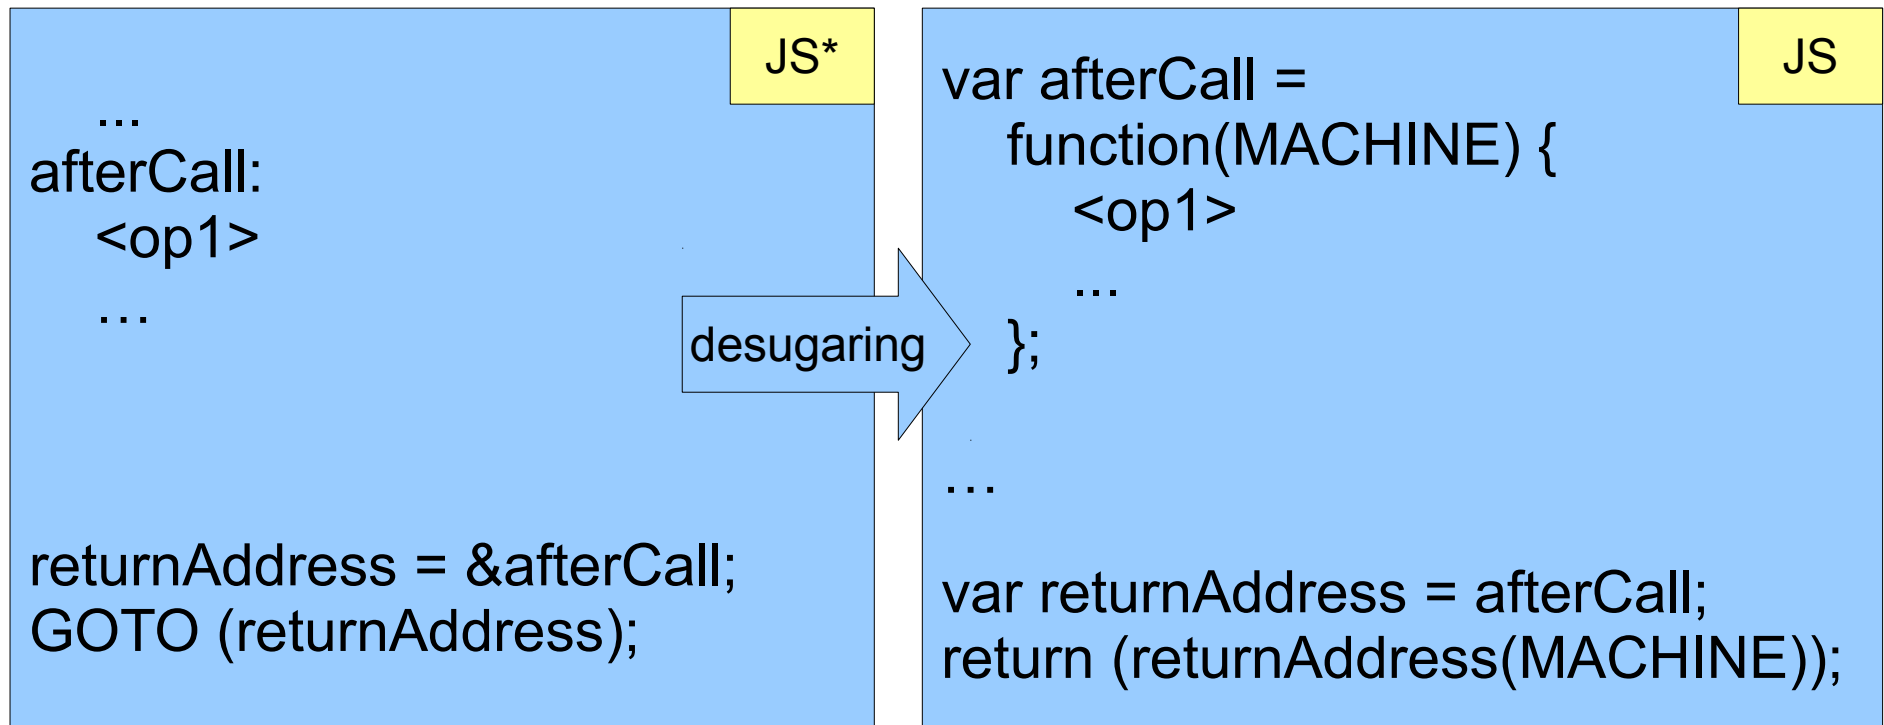 JS*
...
afterCall:
<op1>
…
returnAddress = &afterCall;
GOTO (returnAddress);
desugaring
JS
var afterCall =
function(MACHINE) {
<op1>
...
};
…
var returnAddress = afterCall;
return (returnAddress(MACHINE));